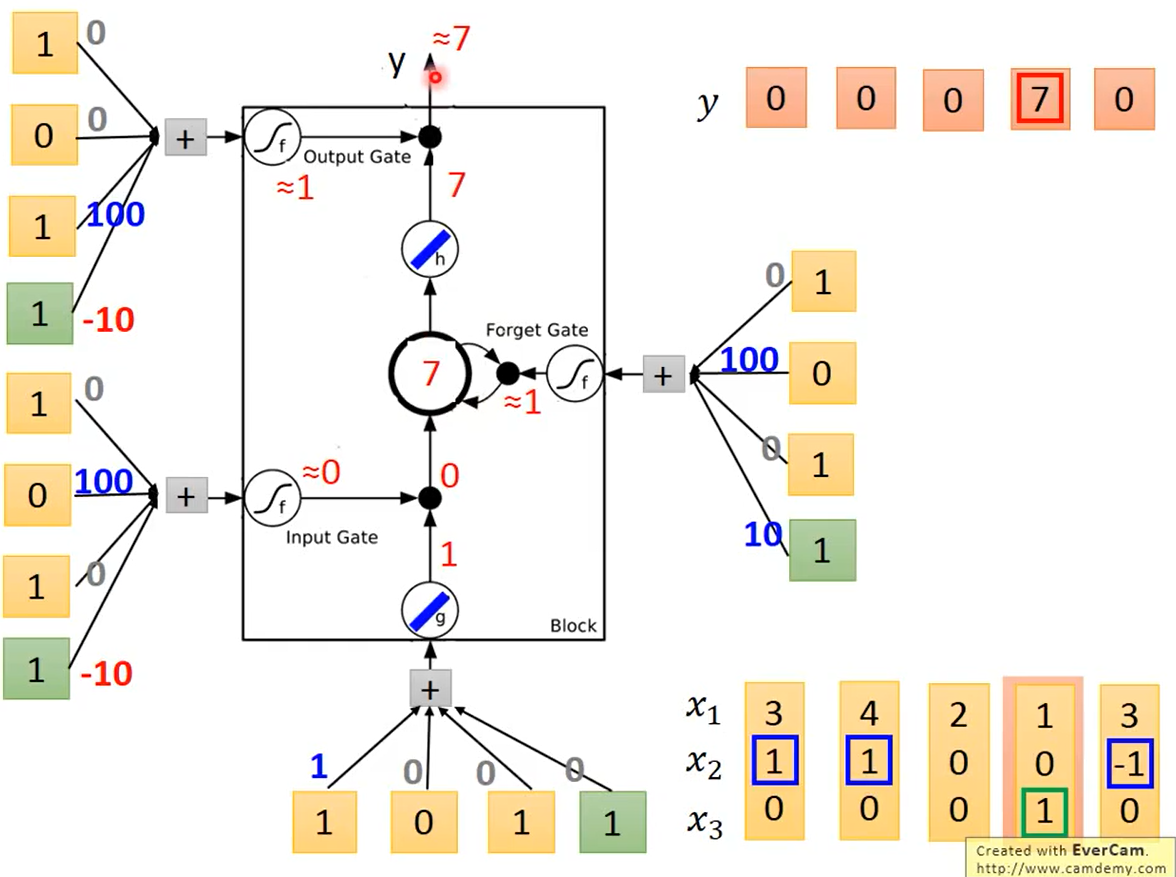 1 0
0 0
1 100
1 -10
y ≈7
f Output Gate
≈1
7
h
7
Forget Gate
f
≈1
+
+
0 1
100 0
0 1
10 1
1 0
0 100
1 0
1 -10
+
f Input Gate
≈0
0
1
g
Block
+
1 0 0 0
1 0 1 1
y 0 0 0 7 0
x₁ 3 4 2 1 3
x₂ 1 1 0 0 -1
x₃ 0 0 0 1 0
Created with EverCam.
http://www.camdemy.com